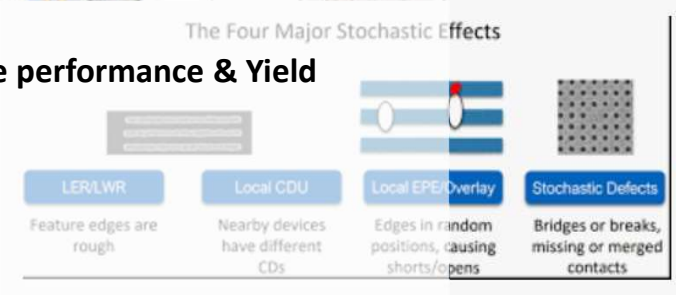 The Four Major Stochastic Effects
e performance & Yield
LER/LWR
Feature edges are
rough
Local CDU
Nearby devices
have different
CDs
Local EPE/Overlay
Edges in random
positions, causing
shorts/opens
Stochastic Defects
Bridges or breaks,
missing or merged
contacts